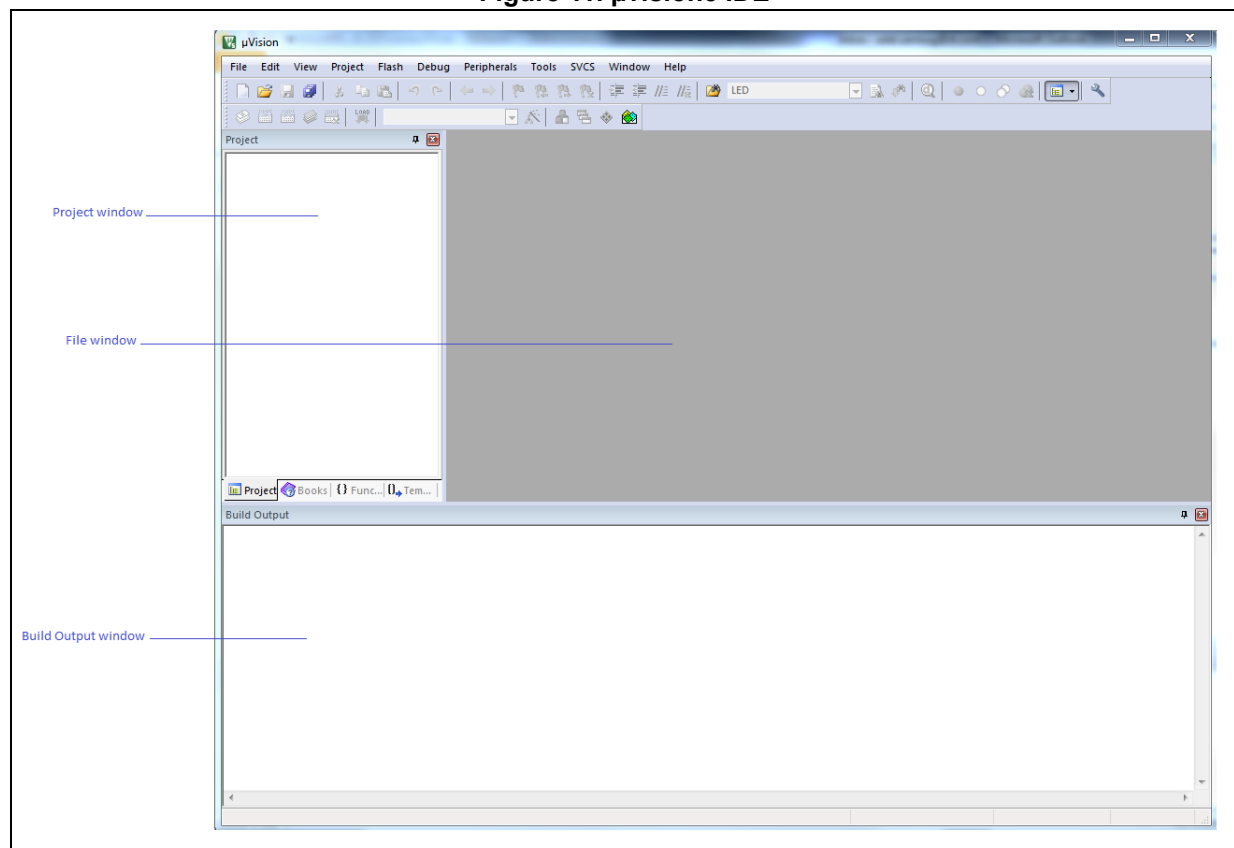 µVision
File Edit View Project Flash Debug Peripherals Tools SVCS Window Help
LED
LOAD
Project
Project window
File window
Project Books {} Func... {} Tem...
Build Output
Build Output window